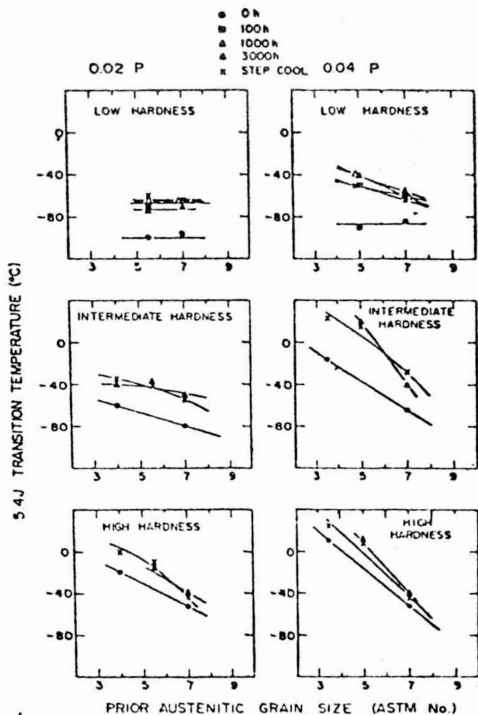 0h
100h
1000h
3000h
STEP COOL
0.02 P
0.04 P
LOW HARDNESS
LOW HARDNESS
0
-40
-80
-40
-80
3 5 7 9
3 5 7 9
INTERMEDIATE HARDNESS
INTERMEDIATE
HARDNESS
0
-40
-80
0
-40
-80
3 5 7 9
3 5 7 9
HIGH HARDNESS
HIGH
HARDNESS
0
-40
-80
0
-40
-80
3 5 7 9
3 5 7 9
5.4J TRANSITION TEMPERATURE (°C)
PRIOR AUSTENITIC GRAIN SIZE (ASTM No.)